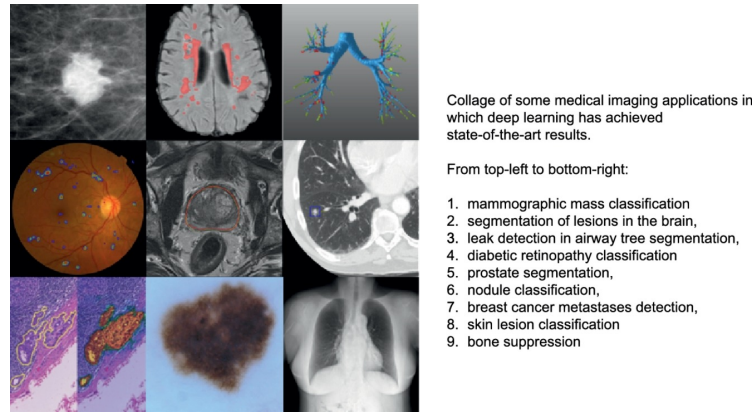 Collage of some medical imaging applications in
which deep learning has achieved
state-of-the-art results.
From top-left to bottom-right:
1. mammographic mass classification
2. segmentation of lesions in the brain,
3. leak detection in airway tree segmentation,
4. diabetic retinopathy classification
5. prostate segmentation,
6. nodule classification,
7. breast cancer metastases detection,
8. skin lesion classification
9. bone suppression